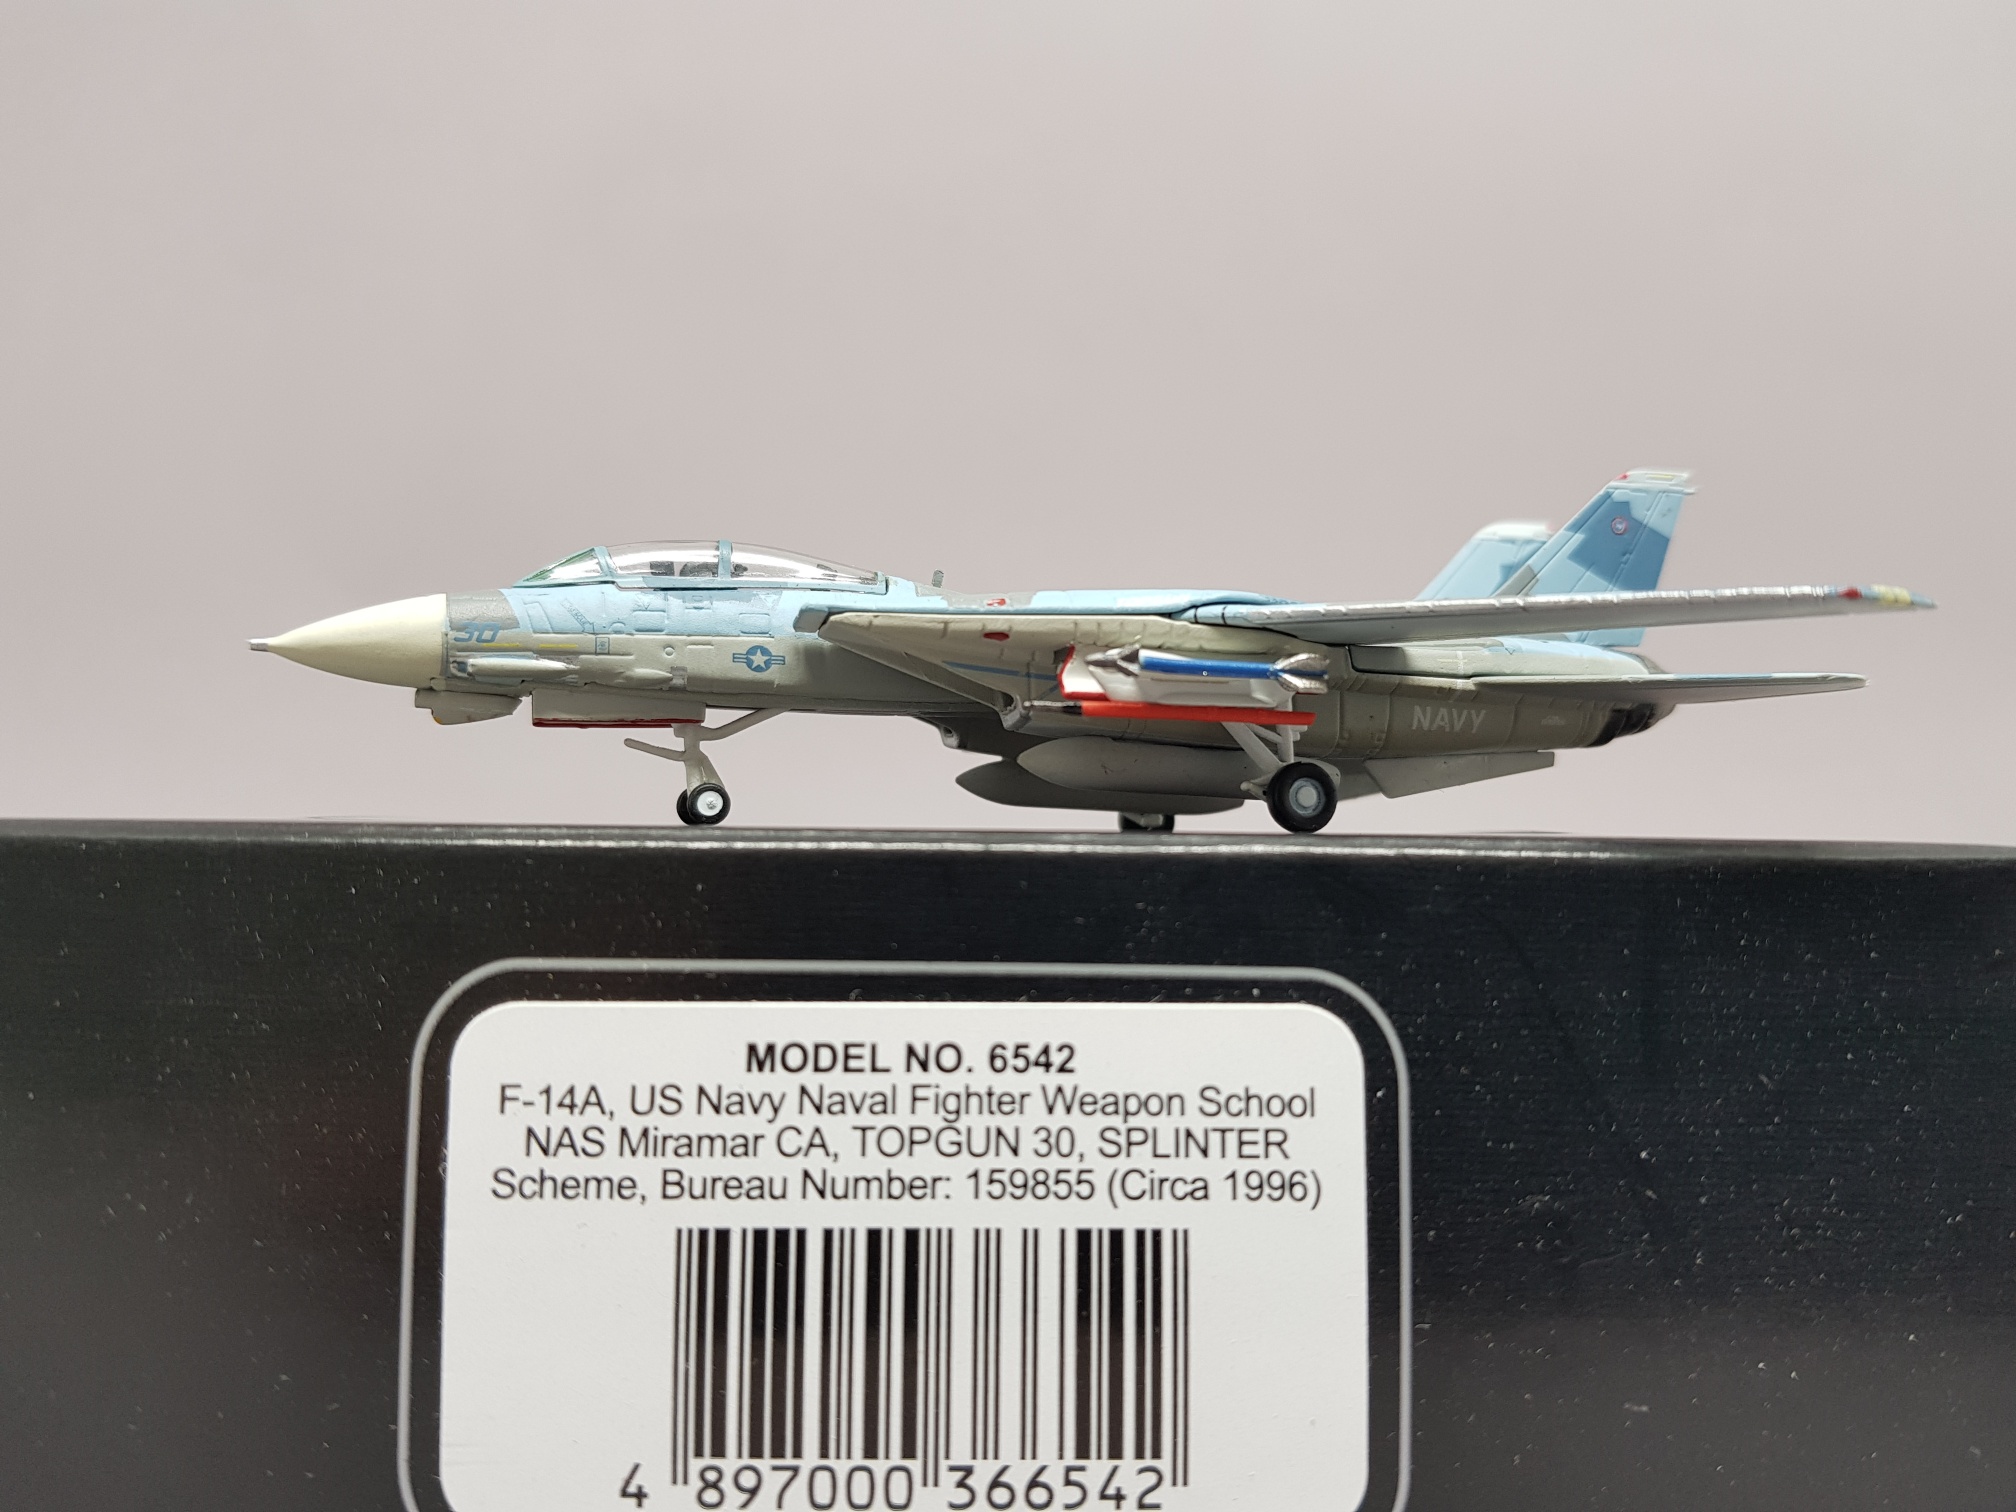 30
NAVY
MODEL NO. 6542
F-14A, US Navy Naval Fighter Weapon School
NAS Miramar CA, TOPGUN 30, SPLINTER
Scheme, Bureau Number: 159855 (Circa 1996)
4 897000 366542